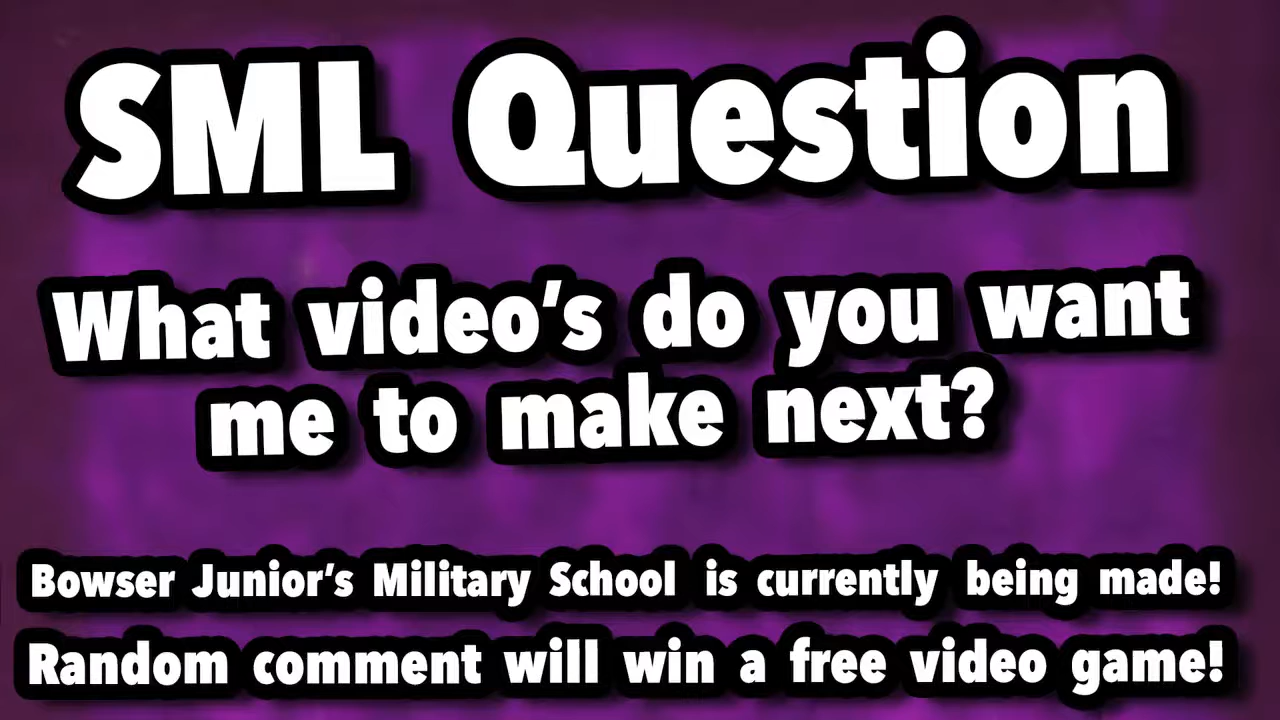 SML Question
What video's do you want
me to make next?
Bowser Junior's Military School is currently being made!
Random comment will win a free video game!